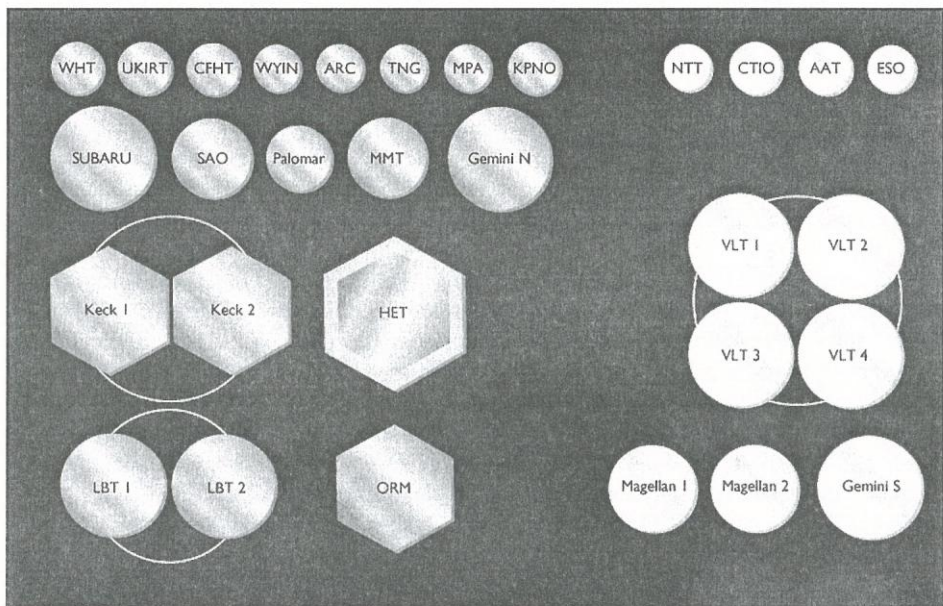 WHT UKIRT CFHT WYIN ARC TNG MPA KPNO NTT CTIO AAT ESO
SUBARU SAO Palomar MMT Gemini N
VLT 1 VLT 2
Keck 1 Keck 2 HET
VLT 3 VLT 4
LBT 1 LBT 2 ORM Magellan 1 Magellan 2 Gemini S